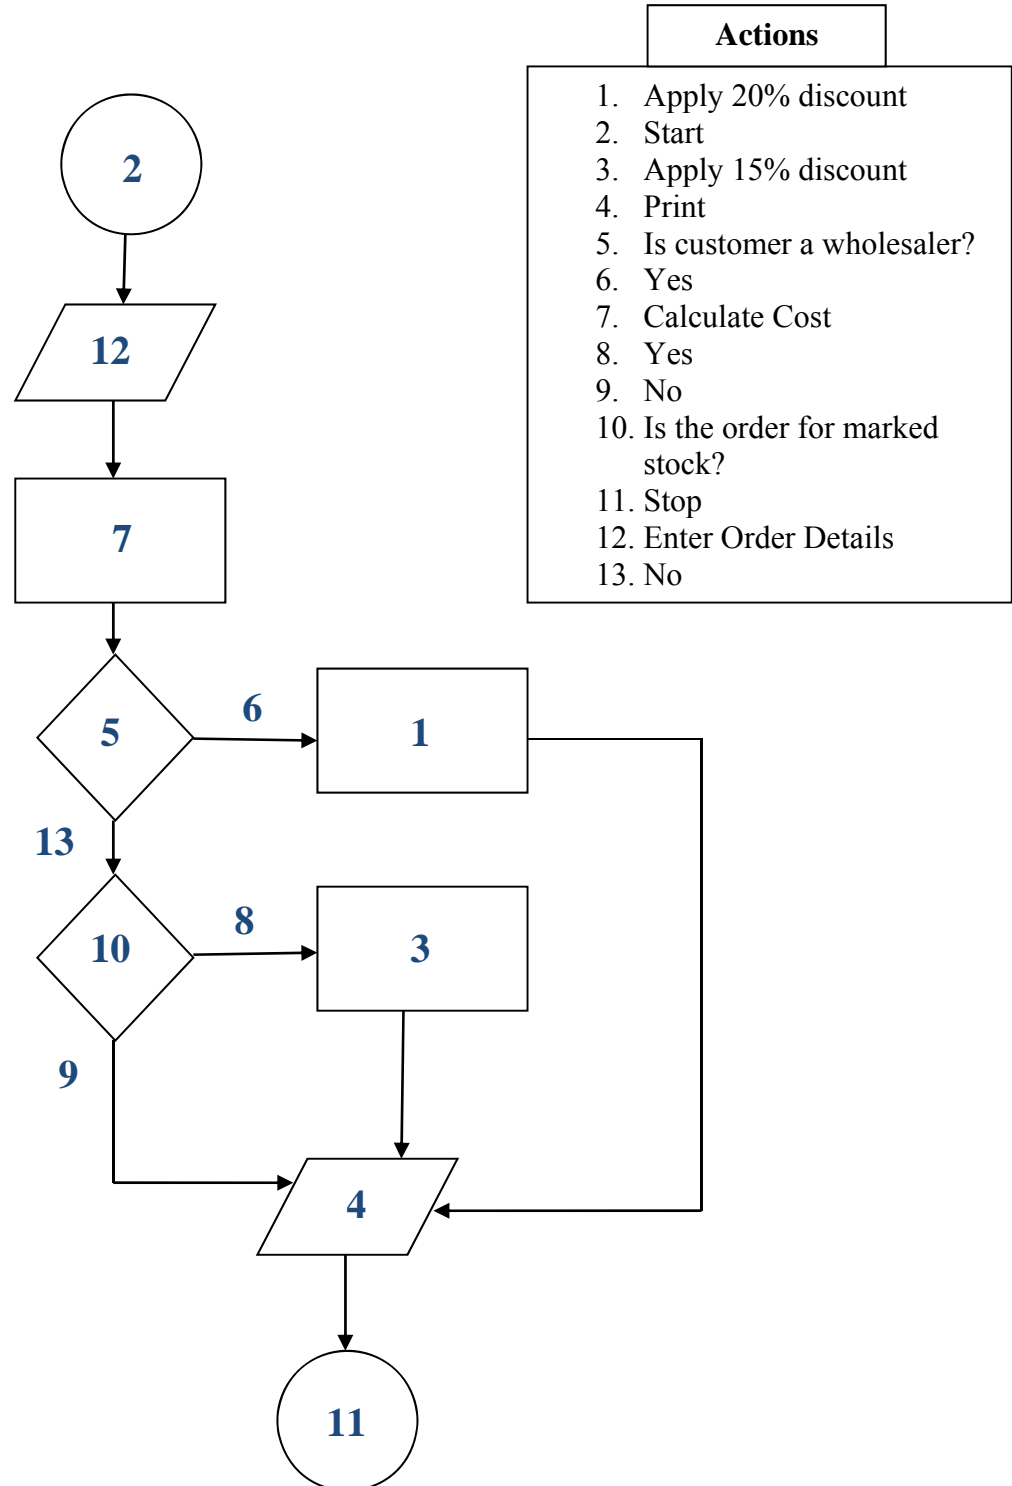 Actions
1. Apply 20% discount
2. Start
3. Apply 15% discount
4. Print
5. Is customer a wholesaler?
6. Yes
7. Calculate Cost
8. Yes
9. No
10. Is the order for marked
stock?
11. Stop
12. Enter Order Details
13. No
2
12
7
5
6
1
13
10
8
3
9
4
11